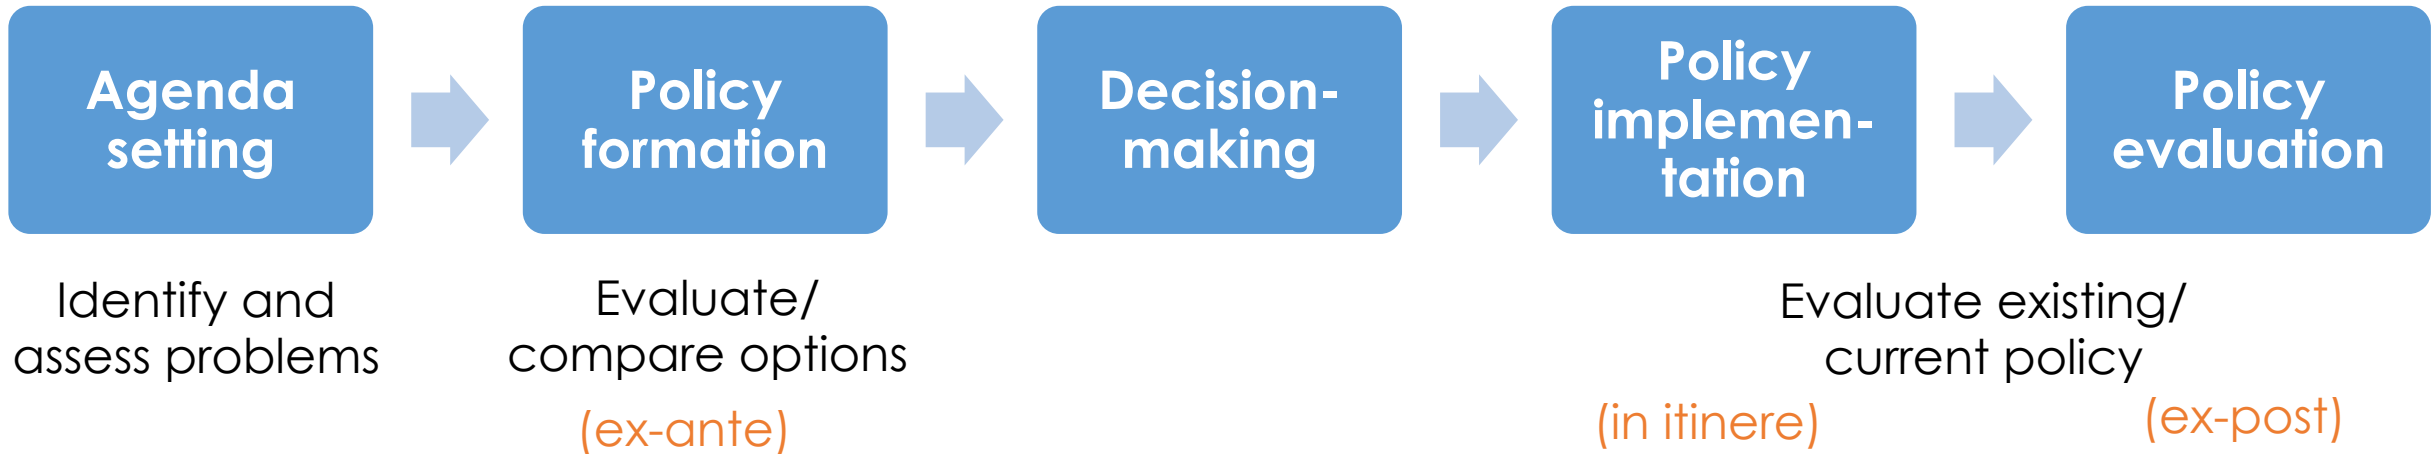 Agenda
setting
Policy
formation
Decision-
making
Policy
implemen-
tation
Policy
evaluation
Identify and
assess problems
Evaluate/
compare options
(ex-ante)
Evaluate existing/
current policy
(in itinere)
(ex-post)